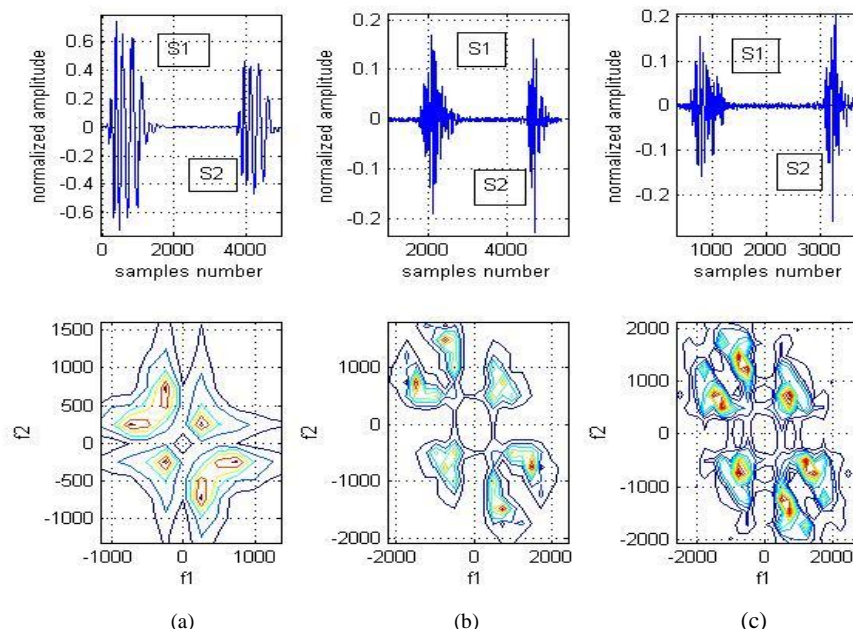 0.6
0.4
0.2
0
-0.2
-0.4
-0.6
normalized amplitude
S1
S2
0 2000 4000
samples number
0.2
0.1
0
-0.1
-0.2
normalized amplitude
S1
S2
2000 4000
samples number
0.2
0.1
0
-0.1
-0.2
normalized amplitude
S1
S2
1000 2000 3000
samples number
1500
1000
500
0
-500
-1000
f2
-1000 0 1000
f1
2000
1000
0
-1000
-2000
f2
-2000 0 2000
f1
2000
1000
0
-1000
-2000
f2
-2000 0 2000
f1
(a) (b) (c)